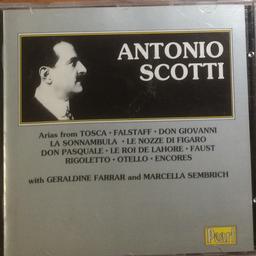 ANTONIO
SCOTTI
Arias from TOSCA · FALSTAFF · DON GIOVANNI
LA SONNAMBULA · LE NOZZE DI FIGARO
DON PASQUALE · LE ROI DE LAHORE · FAUST
RIGOLETTO · OTELLO · ENCORES
with GERALDINE FARRAR and MARCELLA SEMBRICH
Pearl